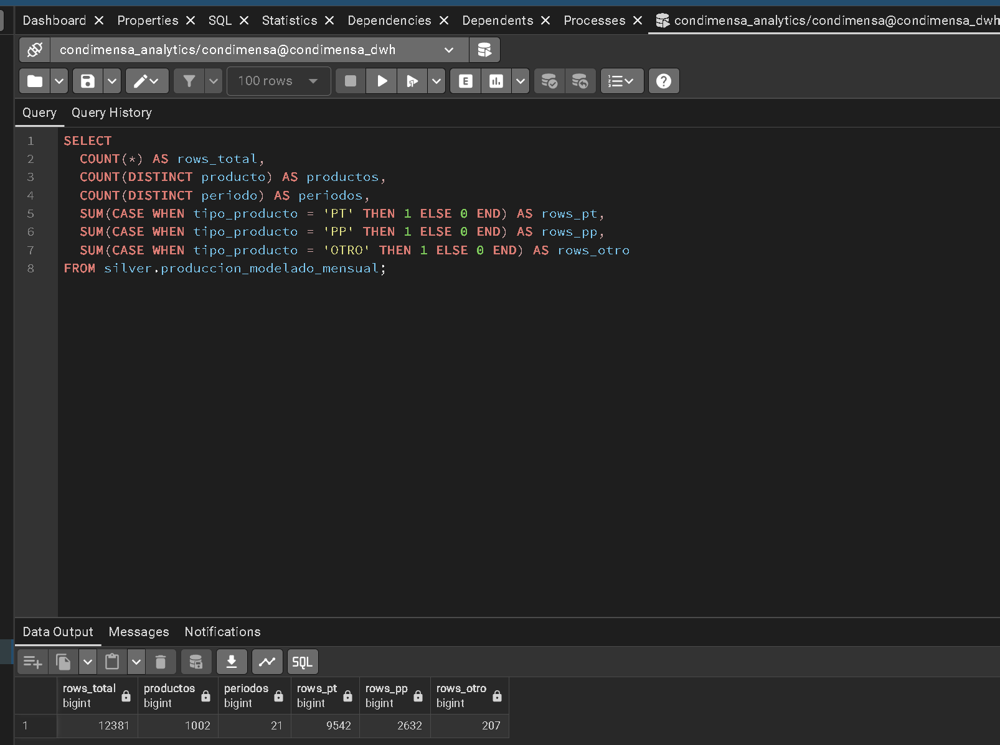 Dashboard Properties SQL Statistics Dependencies Dependents Processes condimensa_analytics/condimensa@condimensa_dwh
condimensa_analytics/condimensa@condimensa_dwh
100 rows E ?
Query Query History
1 SELECT
2 COUNT(*) AS rows_total,
3 COUNT(DISTINCT producto) AS productos,
4 COUNT(DISTINCT periodo) AS periodos,
5 SUM(CASE WHEN tipo_producto = 'PT' THEN 1 ELSE 0 END) AS rows_pt,
6 SUM(CASE WHEN tipo_producto = 'PP' THEN 1 ELSE 0 END) AS rows_pp,
7 SUM(CASE WHEN tipo_producto = 'OTRO' THEN 1 ELSE 0 END) AS rows_otro
8 FROM silver.produccion_modelado_mensual;
Data Output Messages Notifications
SQL
rows_total productos periodos rows_pt rows_pp rows_otro
bigint bigint bigint bigint bigint bigint
1 12381 1002 21 9542 2632 207